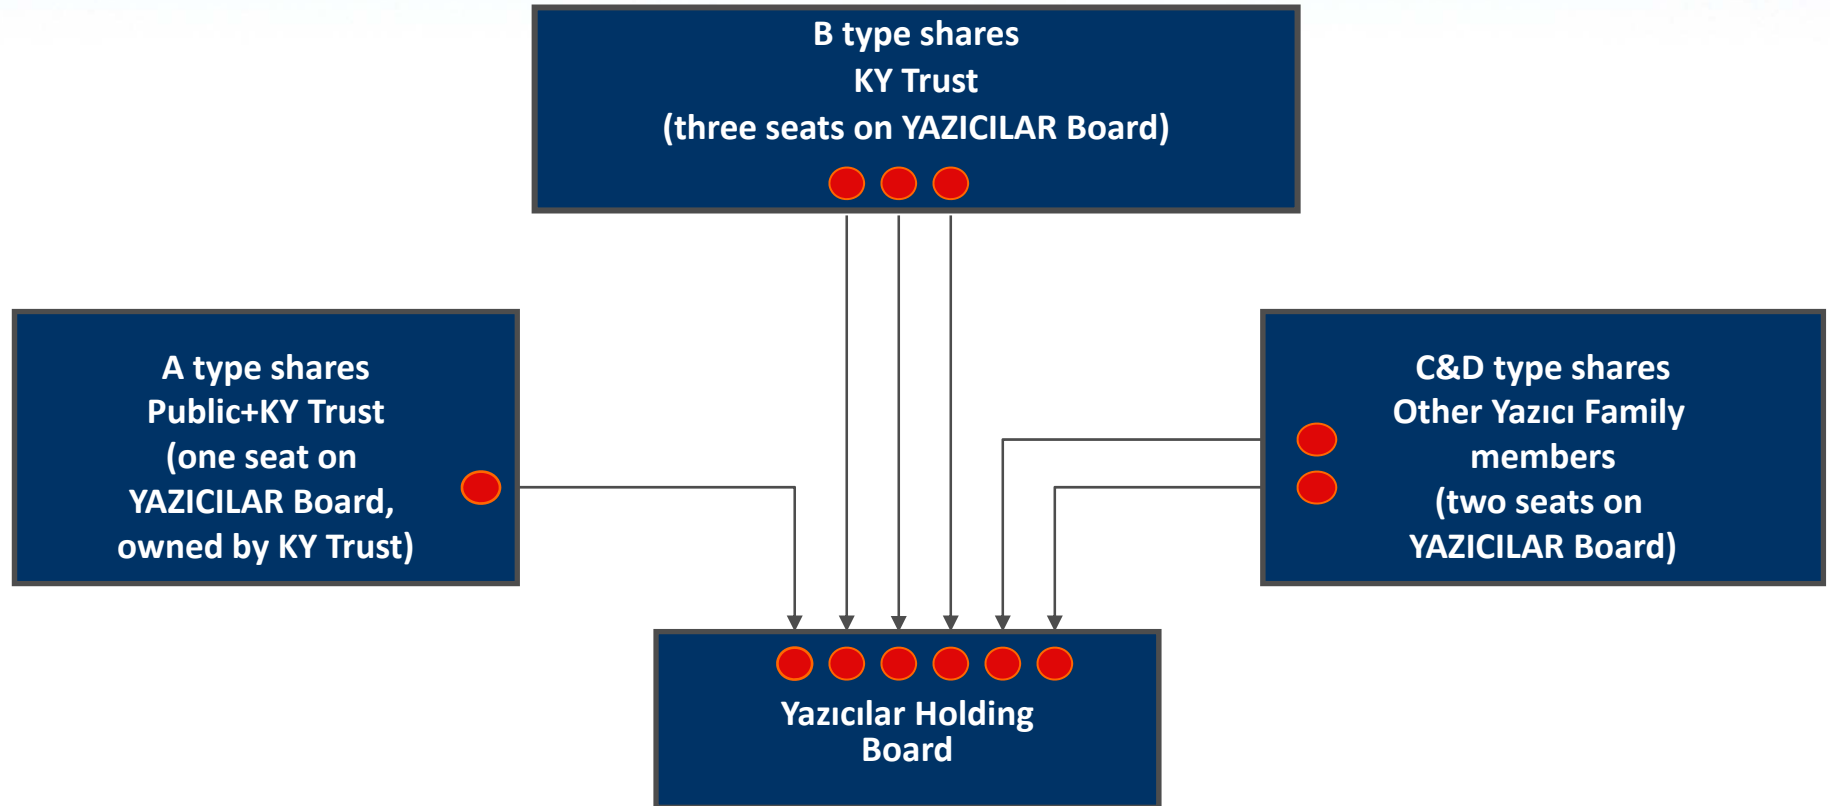 B type shares
KY Trust
(three seats on YAZICILAR Board)
A type shares
Public+KY Trust
(one seat on
YAZICILAR Board,
owned by KY Trust)
C&D type shares
Other Yazıcı Family
members
(two seats on
YAZICILAR Board)
Yazıcılar Holding
Board